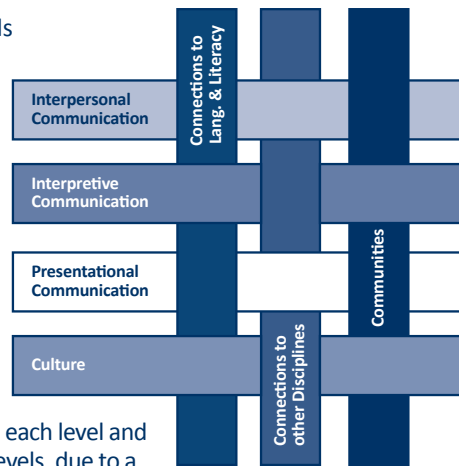 ls
Interpersonal
Communication
Connections to
Lang. & Literacy
Interpretive
Communication
Presentational
Communication
Communities
Culture
Connections to
other Disciplines
each level and
evels, due to a